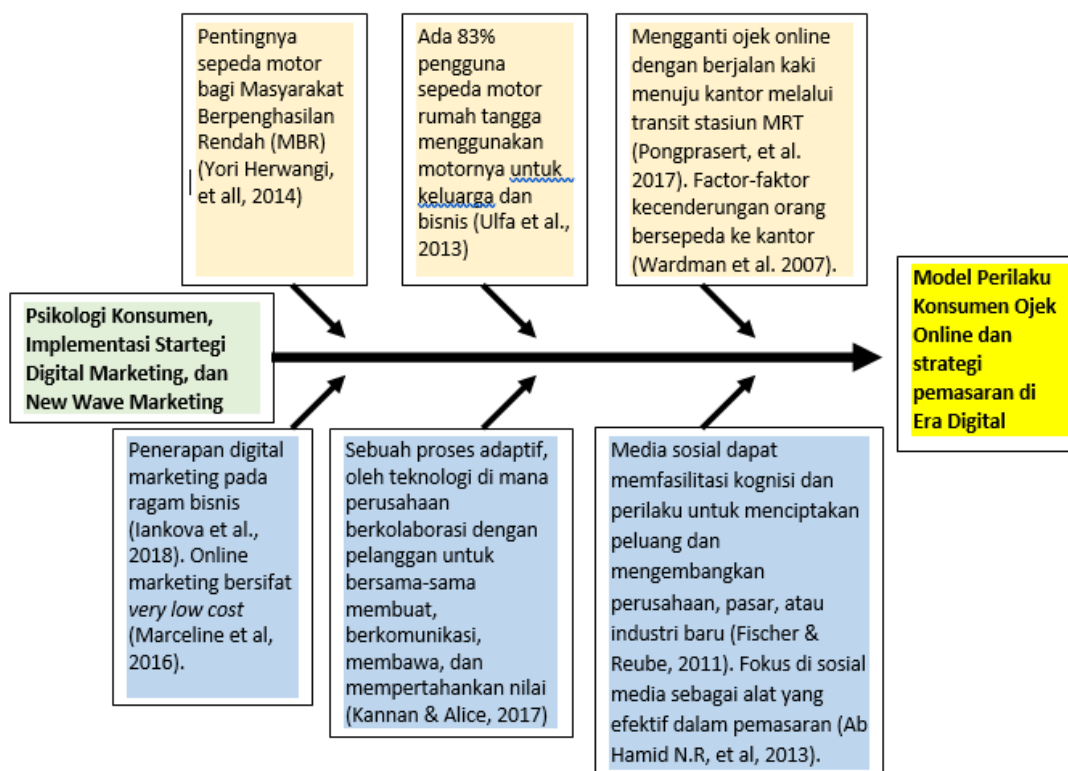 Pentingnya
sepeda motor
bagi Masyarakat
Berpenghasilan
Rendah (MBR)
(Yori Herwangi,
et all, 2014)
Ada 83%
pengguna
sepeda motor
rumah tangga
menggunakan
motornya untuk
keluarga dan
bisnis (Ulfa et al.,
2013)
Mengganti ojek online
dengan berjalan kaki
menuju kantor melalui
transit stasiun MRT
(Pongprasert, et al.
2017). Factor-faktor
kecenderungan orang
bersepeda ke kantor
(Wardman et al. 2007).
Psikologi Konsumen,
Implementasi Startegi
Digital Marketing, dan
New Wave Marketing
Model Perilaku
Konsumen Ojek
Online dan
strategi
pemasaran di
Era Digital
Penerapan digital
marketing pada
ragam bisnis
(Iankova et al.,
2018). Online
marketing bersifat
very low cost
(Marceline et al,
2016).
Sebuah proses adaptif,
oleh teknologi di mana
perusahaan
berkolaborasi dengan
pelanggan untuk
bersama-sama
membuat,
berkomunikasi,
membawa, dan
mempertahankan nilai
(Kannan & Alice, 2017)
Media sosial dapat
memfasilitasi kognisi dan
perilaku untuk menciptakan
peluang dan
mengembangkan
perusahaan, pasar, atau
industri baru (Fischer &
Reube, 2011). Fokus di sosial
media sebagai alat yang
efektif dalam pemasaran (Ab
Hamid N.R, et al, 2013).